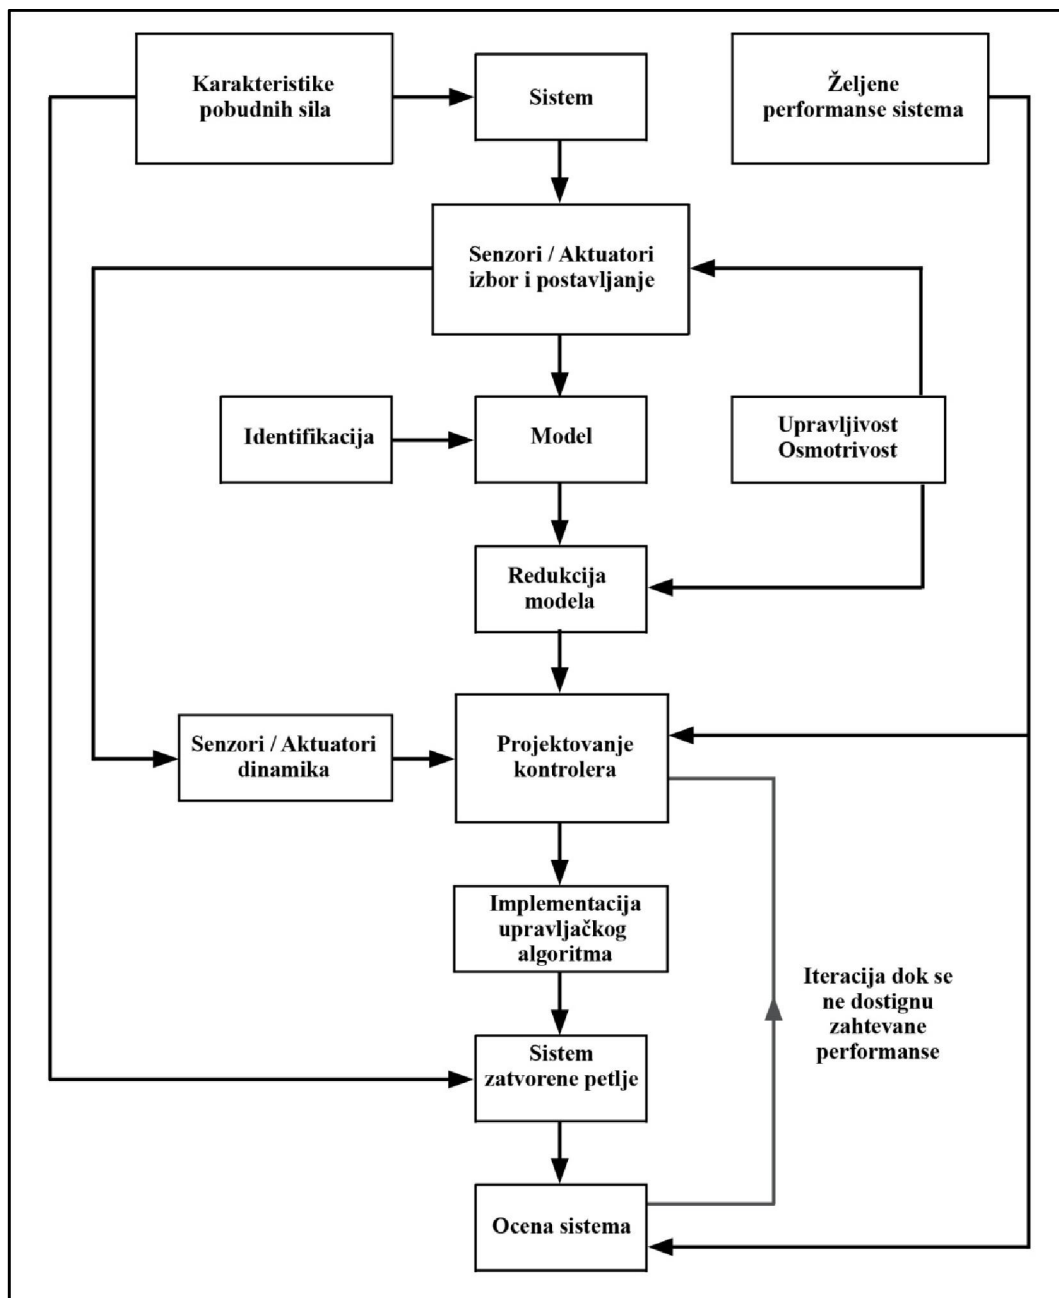 Karakteristike
pobudnih sila
Sistem
Željene
performanse sistema
Senzori / Aktuatori
izbor i postavljanje
Identifikacija
Model
Upravljivost
Osmotrivost
Redukcija
modela
Senzori / Aktuatori
dinamika
Projektovanje
kontrolera
Implementacija
upravljačkog
algoritma
Iteracija dok se
ne dostignu
zahtevane
performanse
Sistem
zatvorene petlje
Ocena sistema